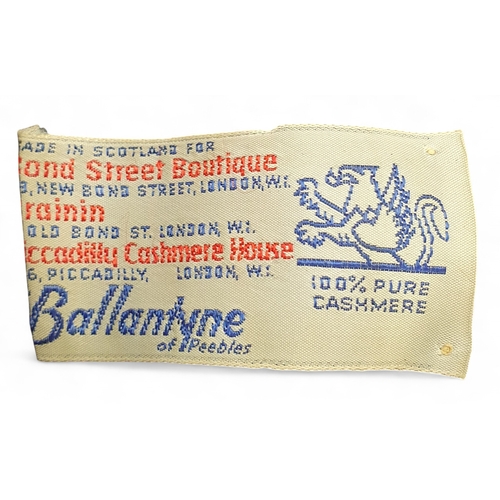 ADE IN SCOTLAND FOR
ond Street Boutique
3, NEW BOND STREET, LONDON, W.1.
rainin
OLD BOND ST. LONDON, W.1.
iccadilly Cashmere House
6, PICCADILLY, LONDON, W.1.
Ballantyne
of Peebles
100% PURE
CASHMERE